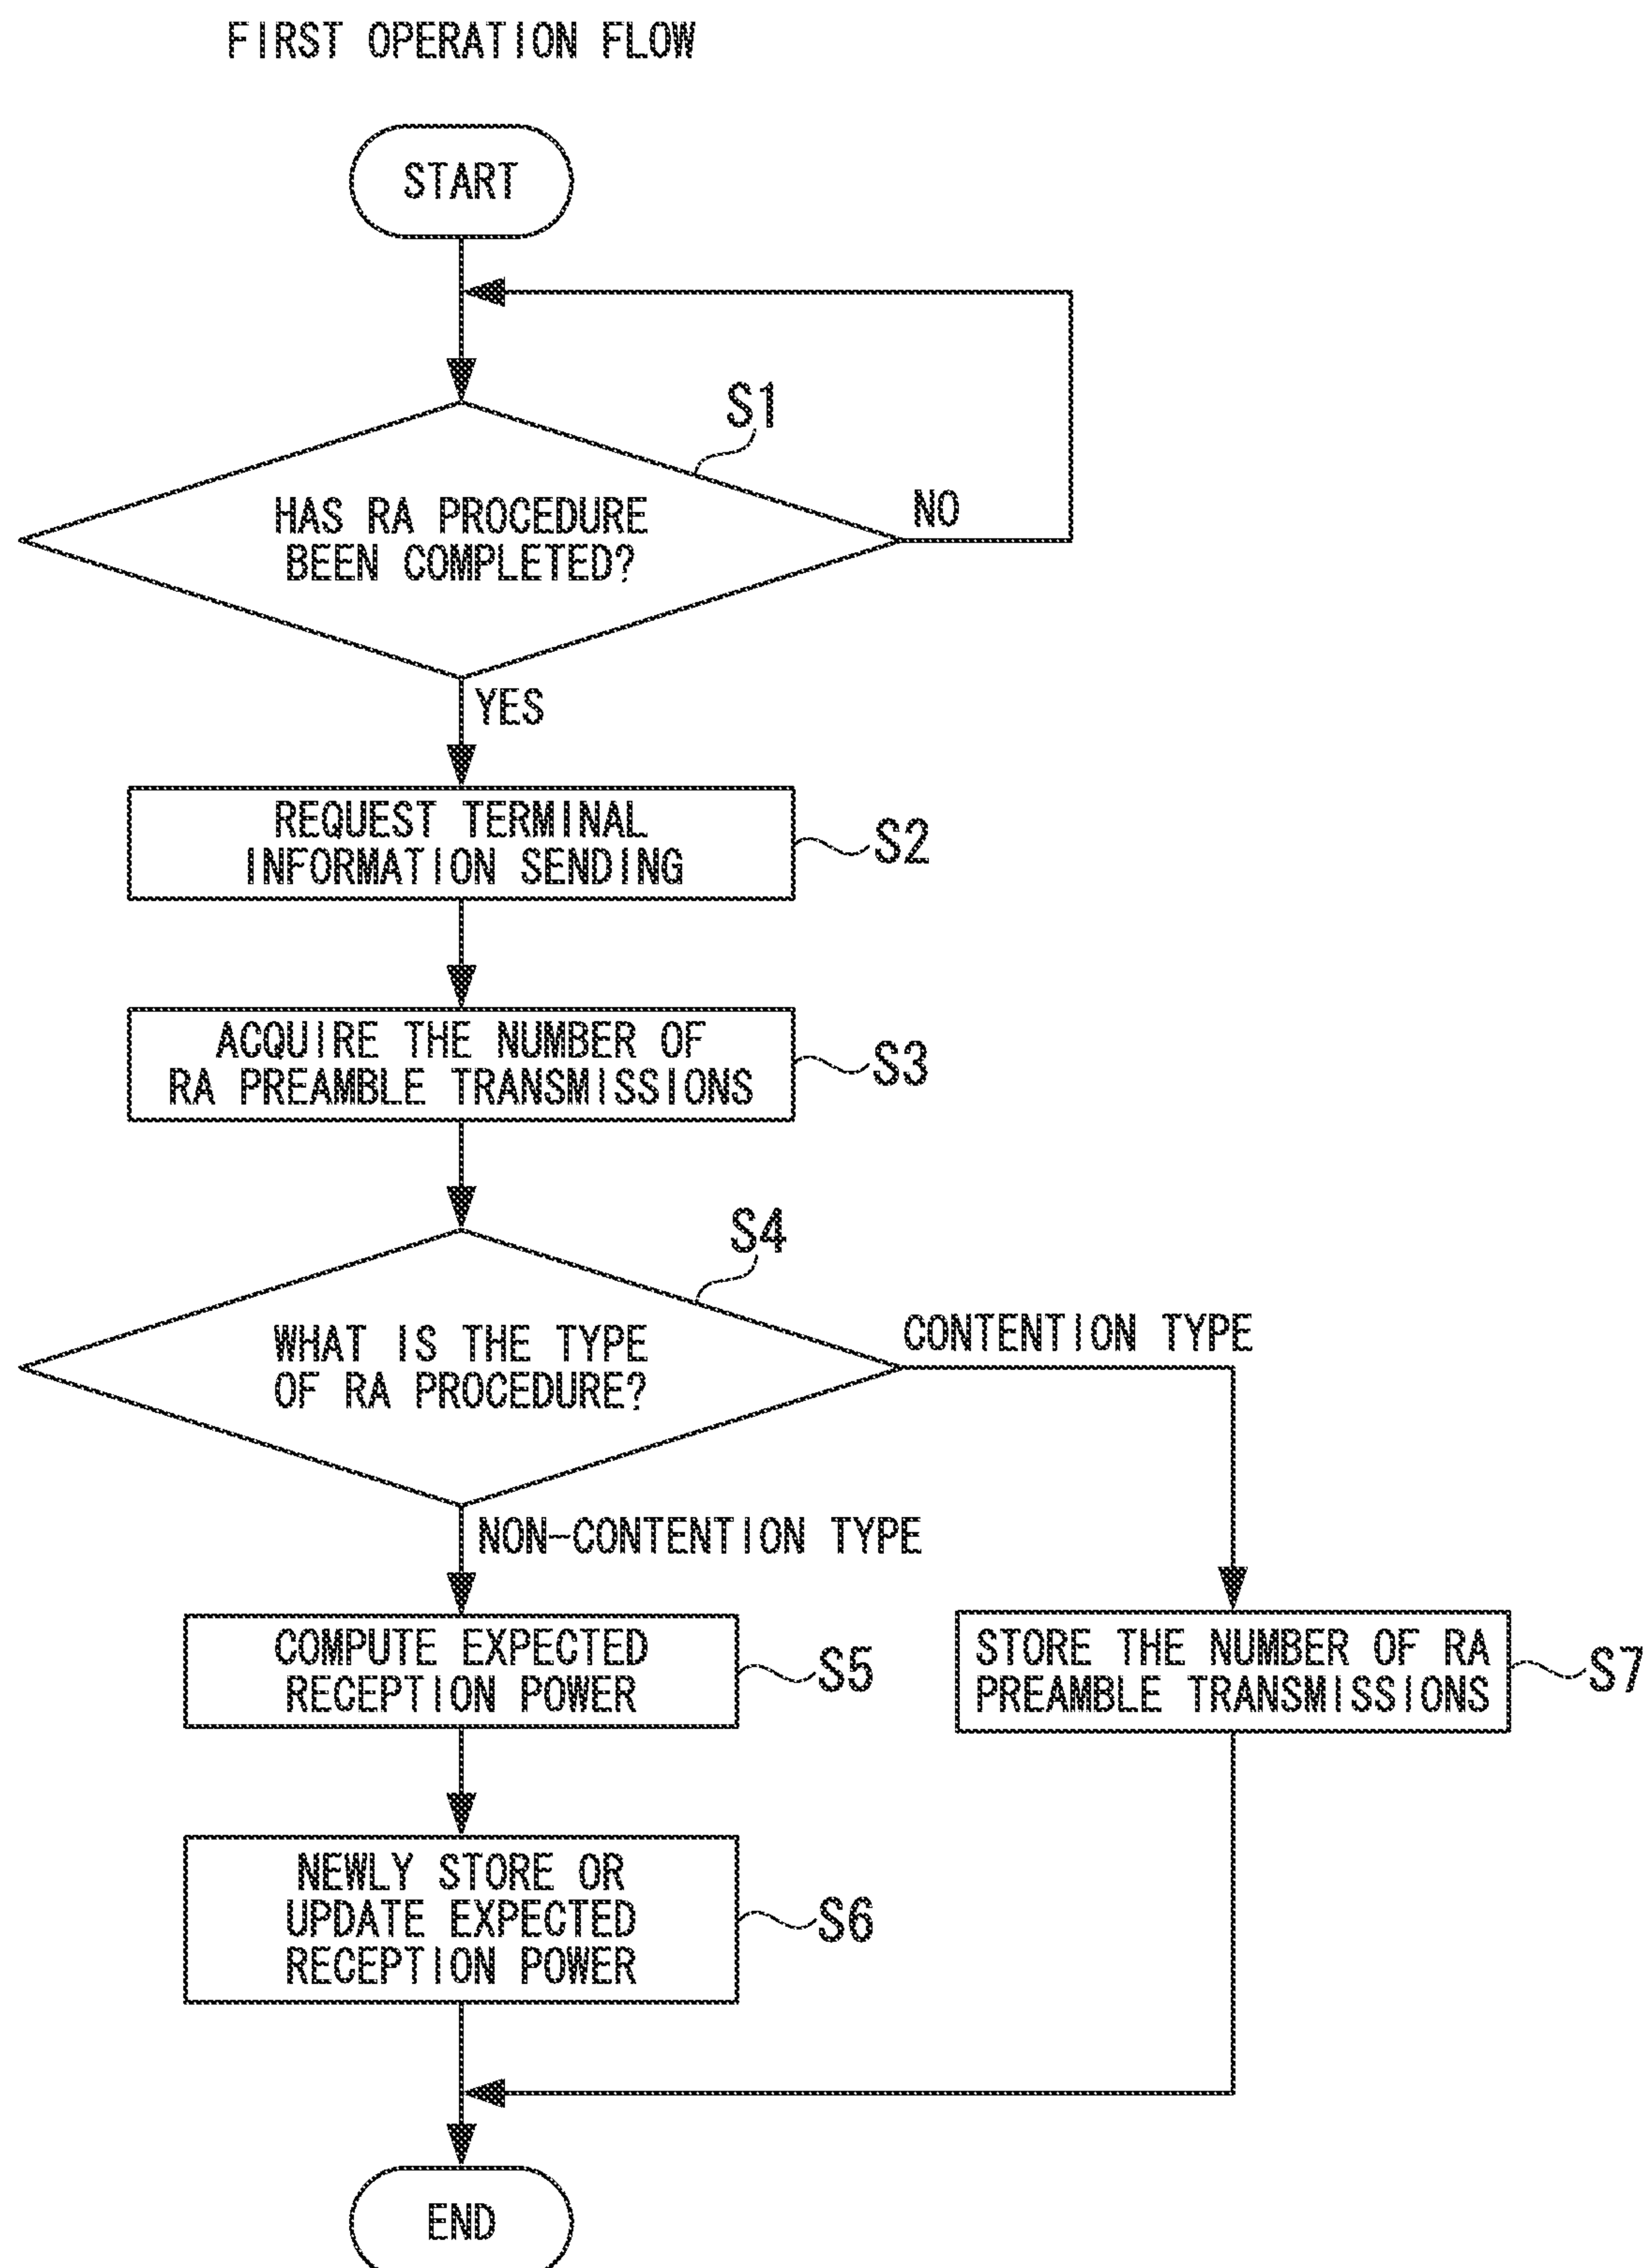 FIRST OPERATION FLOW
START
S1
HAS RA PROCEDURE
BEEN COMPLETED?
NO
YES
REQUEST TERMINAL
INFORMATION SENDING
S2
ACQUIRE THE NUMBER OF
RA PREAMBLE TRANSMISSIONS
S3
S4
WHAT IS THE TYPE
OF RA PROCEDURE?
CONTENTION TYPE
NON-CONTENTION TYPE
COMPUTE EXPECTED
RECEPTION POWER
S5
STORE THE NUMBER OF RA
PREAMBLE TRANSMISSIONS
S7
NEWLY STORE OR
UPDATE EXPECTED
RECEPTION POWER
S6
END